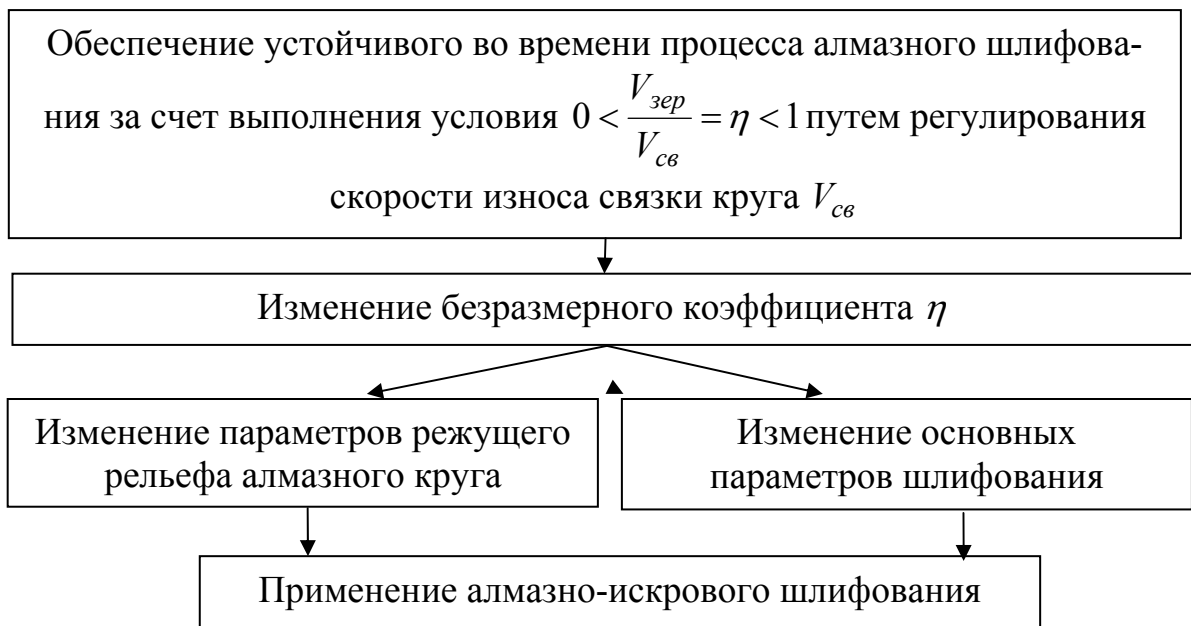 Обеспечение устойчивого во времени процесса алмазного шлифова-
ния за счет выполнения условия 0 < V_зер / V_св = η < 1 путем регулирования
скорости износа связки круга V_св
Изменение безразмерного коэффициента η
Изменение параметров режущего
рельефа алмазного круга
Изменение основных
параметров шлифования
Применение алмазно-искрового шлифования